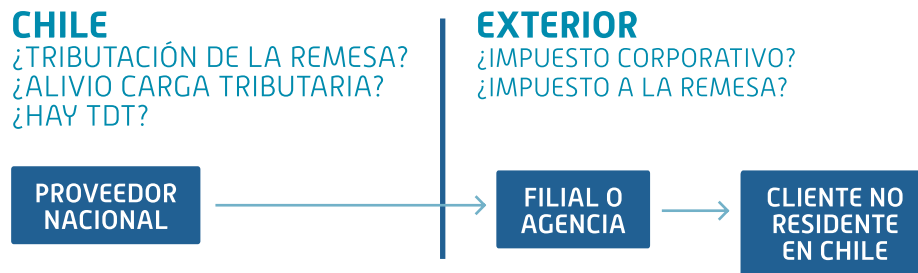 CHILE
¿TRIBUTACIÓN DE LA REMESA?
¿ALIVIO CARGA TRIBUTARIA?
¿HAY TDT?
EXTERIOR
¿IMPUESTO CORPORATIVO?
¿IMPUESTO A LA REMESA?
PROVEEDOR
NACIONAL
FILIAL O
AGENCIA
CLIENTE NO
RESIDENTE
EN CHILE